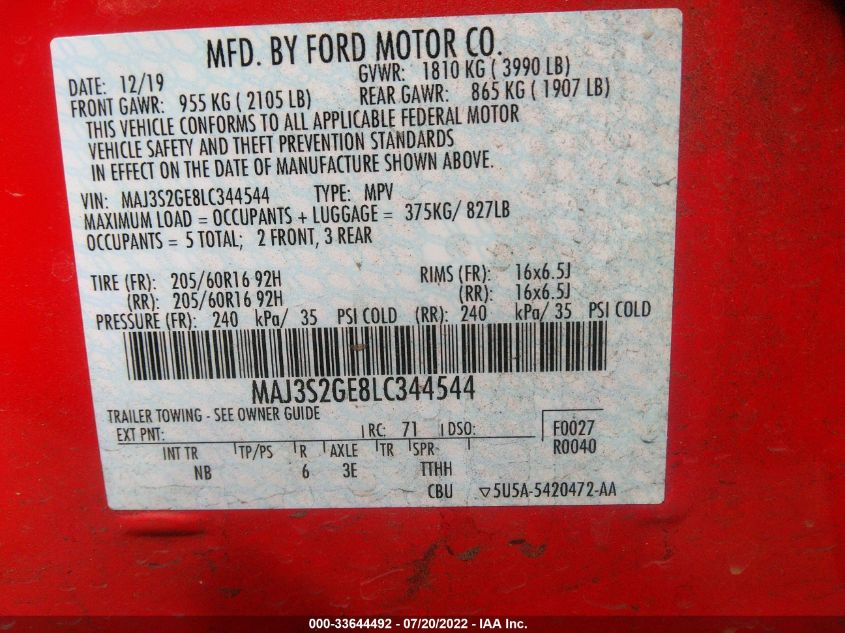 MFD. BY FORD MOTOR CO.
DATE: 12/19 GVWR: 1810 KG ( 3990 LB)
FRONT GAWR: 955 KG ( 2105 LB) REAR GAWR: 865 KG ( 1907 LB)
THIS VEHICLE CONFORMS TO ALL APPLICABLE FEDERAL MOTOR
VEHICLE SAFETY AND THEFT PREVENTION STANDARDS
IN EFFECT ON THE DATE OF MANUFACTURE SHOWN ABOVE.
VIN: MAJ3S2GE8LC344544 TYPE: MPV
MAXIMUM LOAD = OCCUPANTS + LUGGAGE = 375KG/ 827LB
OCCUPANTS = 5 TOTAL; 2 FRONT, 3 REAR
TIRE (FR): 205/60R16 92H RIMS (FR): 16x6.5J
(RR): 205/60R16 92H (RR): 16x6.5J
PRESSURE (FR): 240 kPa/ 35 PSI COLD (RR): 240 kPa/ 35 PSI COLD
MAJ3S2GE8LC344544
TRAILER TOWING - SEE OWNER GUIDE
EXT PNT: RC: 71 DSO: F0027
R0040
INT TR TP/PS R AXLE TR SPR
NB 6 3E TTHH
CBU ▽5U5A-5420472-AA
000-33644492 - 07/20/2022 - IAA Inc.